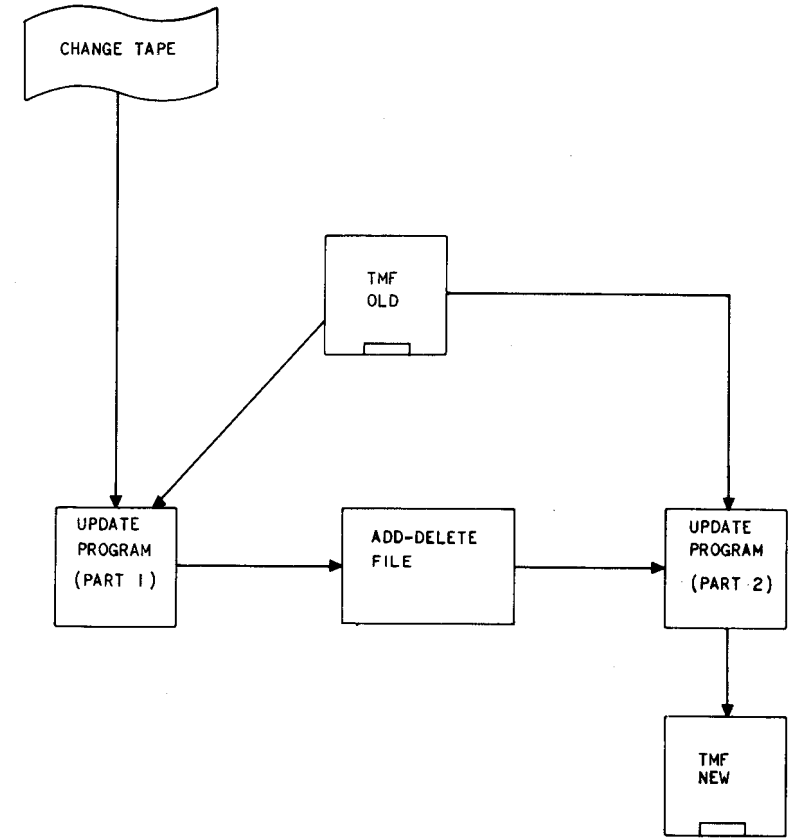 CHANGE TAPE
TMF
OLD
UPDATE
PROGRAM
(PART 1)
ADD-DELETE
FILE
UPDATE
PROGRAM
(PART 2)
TMF
NEW